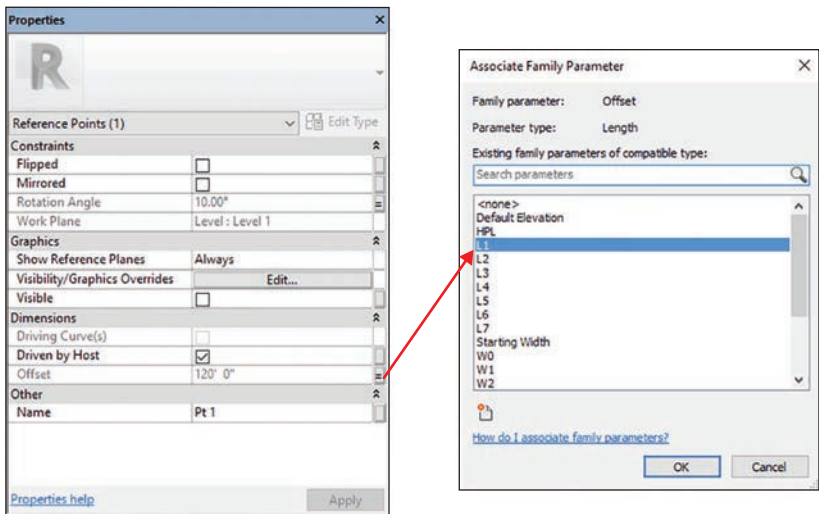 Properties
R
Reference Points (1)
Edit Type
Constraints
Flipped
Mirrored
Rotation Angle 10.00°
Work Plane Level : Level 1
Graphics
Show Reference Planes Always
Visibility/Graphics Overrides Edit...
Visible
Dimensions
Driving Curve(s)
Driven by Host
Offset 120' 0"
Other
Name Pt 1
Properties help
Apply
Associate Family Parameter
Family parameter: Offset
Parameter type: Length
Existing family parameters of compatible type:
Search parameters
<none>
Default Elevation
HPL
L1
L2
L3
L4
L5
L6
L7
Starting Width
W0
W1
W2
How do I associate family parameters?
OK Cancel